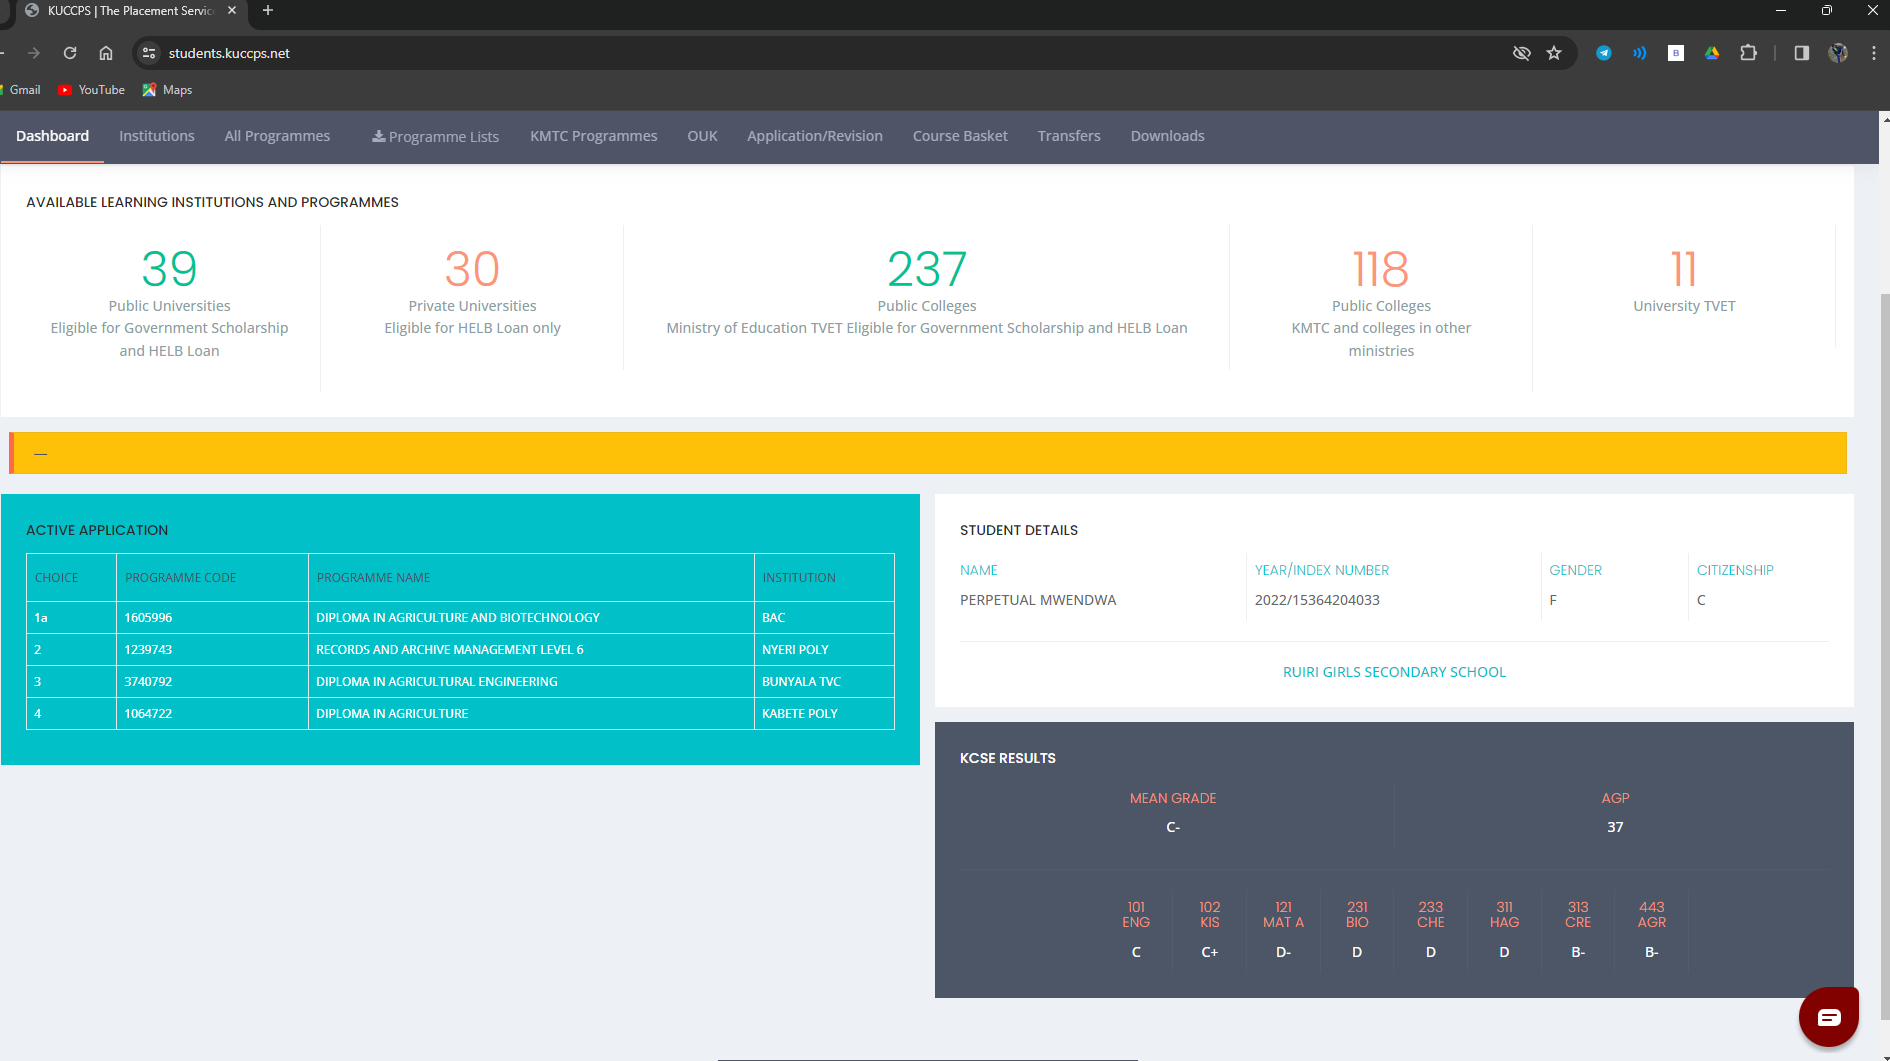 KUCCPS | The Placement Servic
students.kuccps.net
Gmail
YouTube
Maps
Dashboard
Institutions
All Programmes
Programme Lists
KMTC Programmes
OUK
Application/Revision
Course Basket
Transfers
Downloads
AVAILABLE LEARNING INSTITUTIONS AND PROGRAMMES
39
Public Universities
Eligible for Government Scholarship
and HELB Loan
30
Private Universities
Eligible for HELB Loan only
237
Public Colleges
Ministry of Education TVET Eligible for Government Scholarship and HELB Loan
118
Public Colleges
KMTC and colleges in other
ministries
11
University TVET
—
ACTIVE APPLICATION
CHOICE PROGRAMME CODE PROGRAMME NAME INSTITUTION
1a 1605996 DIPLOMA IN AGRICULTURE AND BIOTECHNOLOGY BAC
2 1239743 RECORDS AND ARCHIVE MANAGEMENT LEVEL 6 NYERI POLY
3 3740792 DIPLOMA IN AGRICULTURAL ENGINEERING BUNYALA TVC
4 1064722 DIPLOMA IN AGRICULTURE KABETE POLY
STUDENT DETAILS
NAME YEAR/INDEX NUMBER GENDER CITIZENSHIP
PERPETUAL MWENDWA 2022/15364204033 F C
RUIRI GIRLS SECONDARY SCHOOL
KCSE RESULTS
MEAN GRADE AGP
C- 37
101 102 121 231 233 311 313 443
ENG KIS MAT A BIO CHE HAG CRE AGR
C C+ D- D D D B- B-